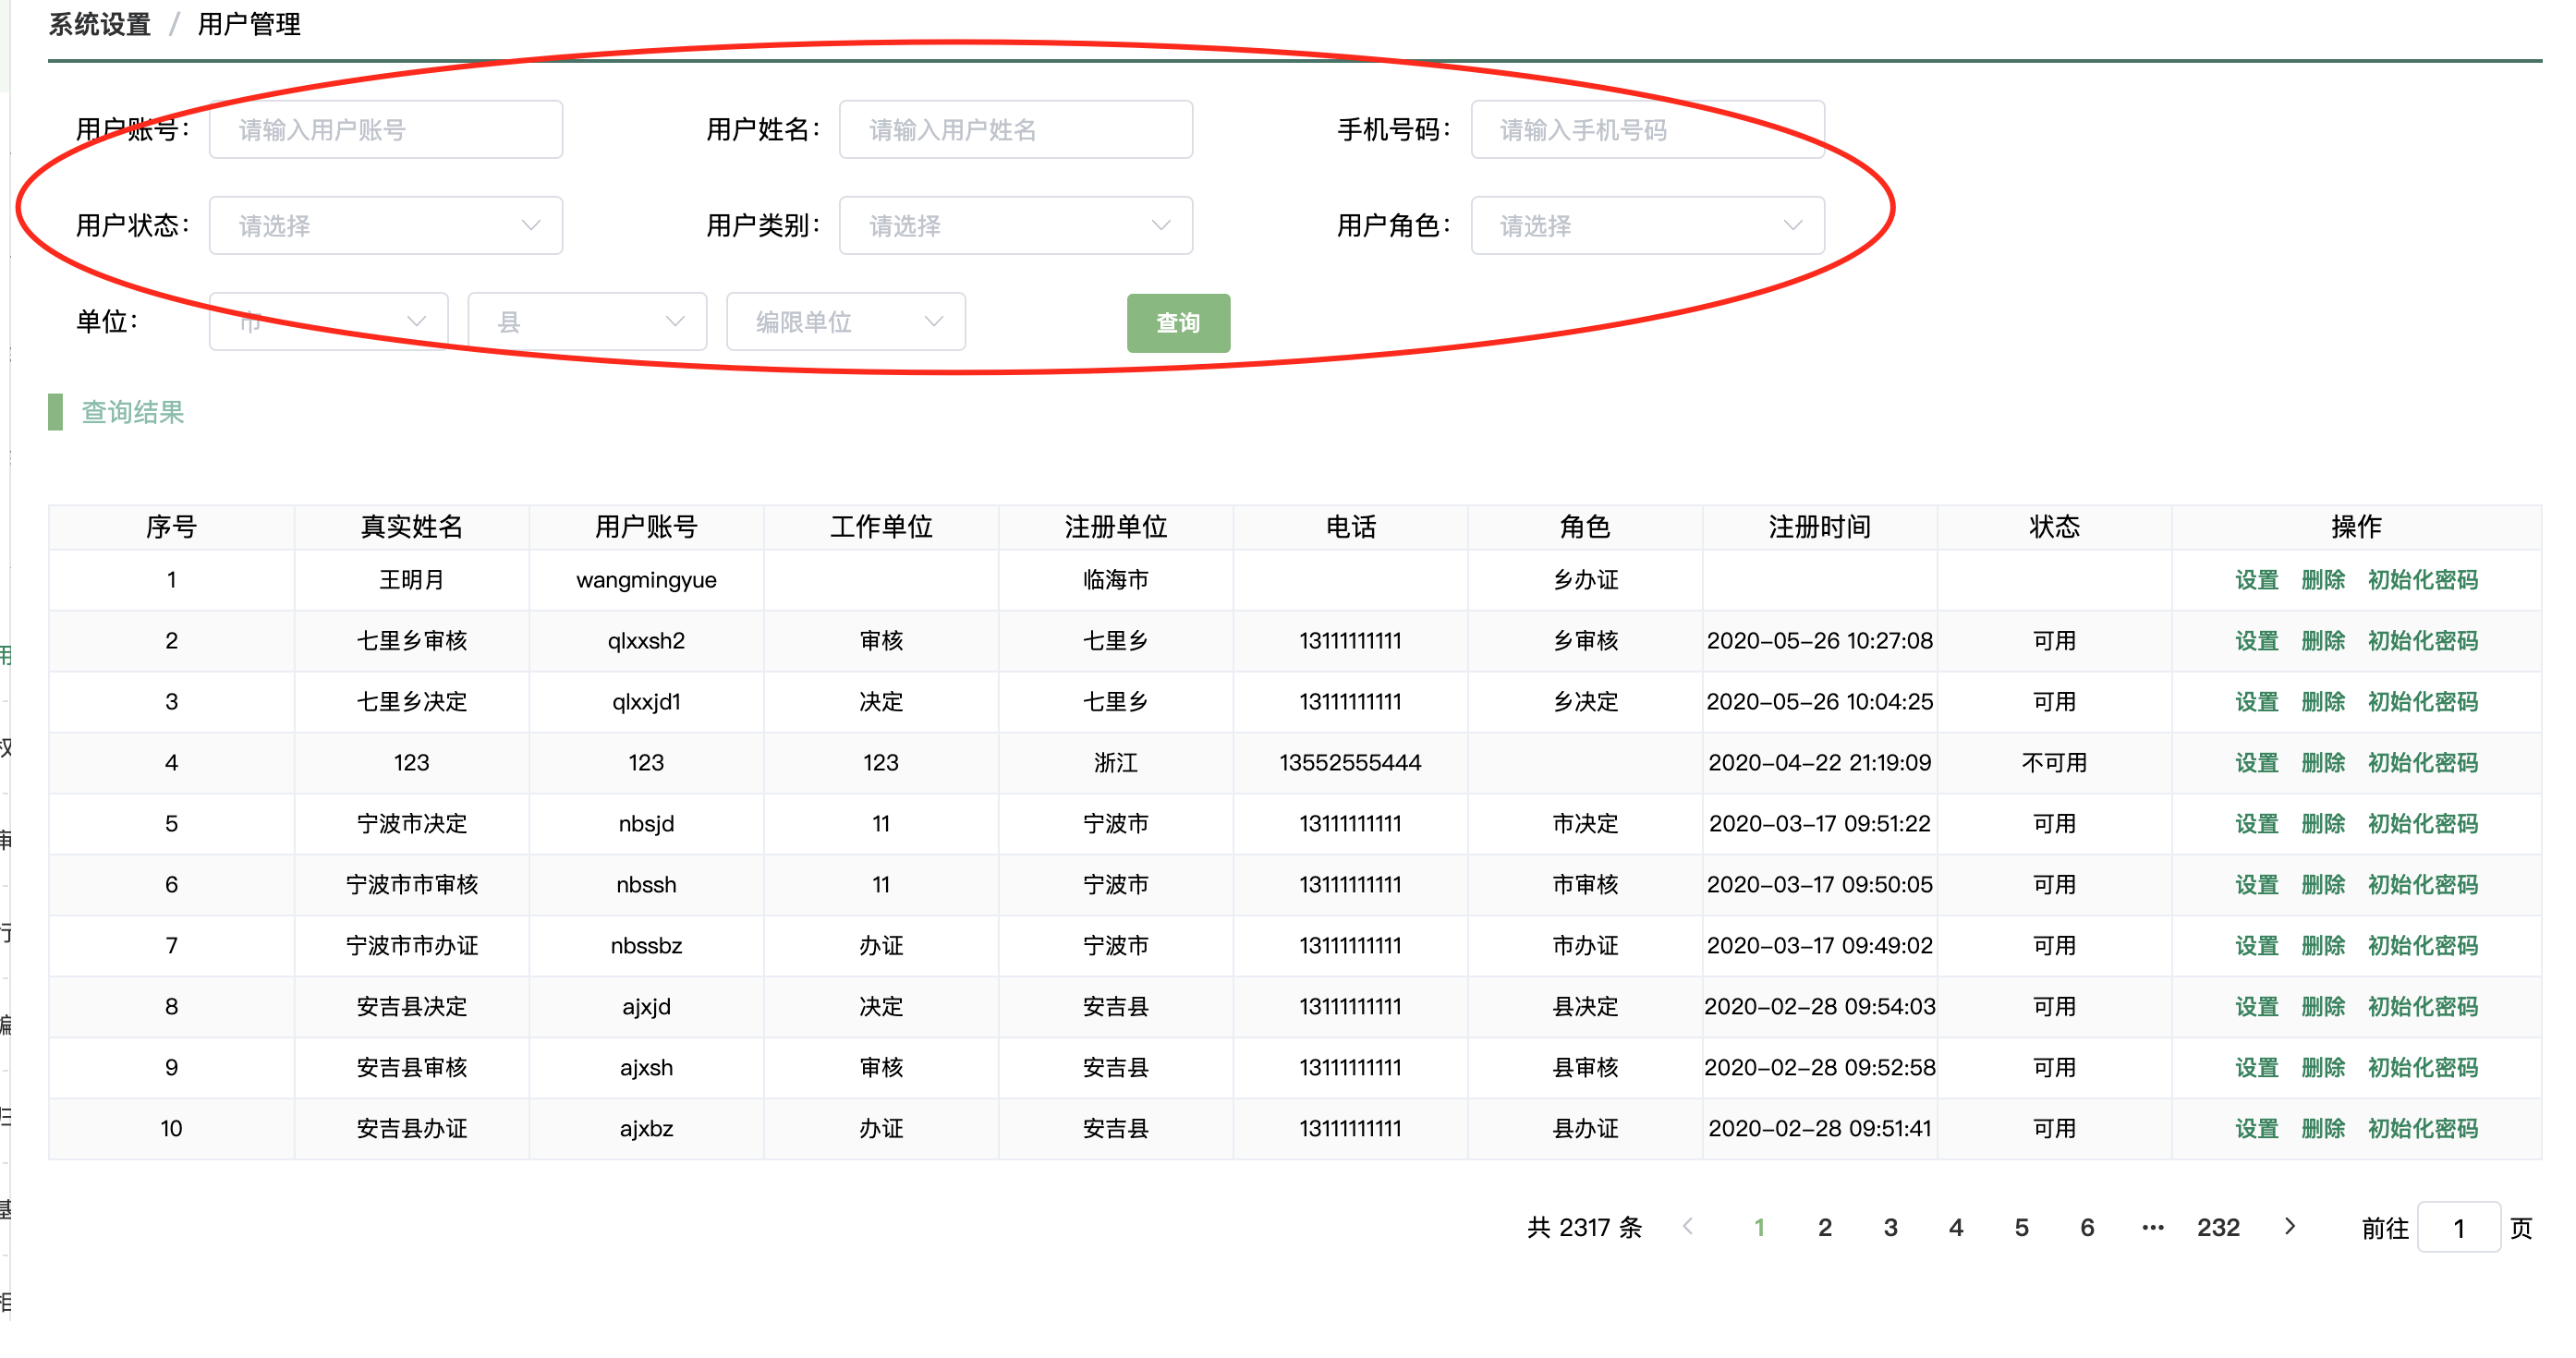 系统设置 / 用户管理
用户账号： 请输入用户账号 用户姓名： 请输入用户姓名 手机号码： 请输入手机号码
用户状态： 请选择 用户类别： 请选择 用户角色： 请选择
单位： 市 县 编限单位 查询
查询结果
序号 真实姓名 用户账号 工作单位 注册单位 电话 角色 注册时间 状态 操作
1 王明月 wangmingyue 临海市 乡办证 设置 删除 初始化密码
2 七里乡审核 qlxxsh2 审核 七里乡 13111111111 乡审核 2020-05-26 10:27:08 可用 设置 删除 初始化密码
3 七里乡决定 qlxxjd1 决定 七里乡 13111111111 乡决定 2020-05-26 10:04:25 可用 设置 删除 初始化密码
4 123 123 123 浙江 13552555444 2020-04-22 21:19:09 不可用 设置 删除 初始化密码
5 宁波市决定 nbsjd 11 宁波市 13111111111 市决定 2020-03-17 09:51:22 可用 设置 删除 初始化密码
6 宁波市市审核 nbssh 11 宁波市 13111111111 市审核 2020-03-17 09:50:05 可用 设置 删除 初始化密码
7 宁波市市办证 nbssbz 办证 宁波市 13111111111 市办证 2020-03-17 09:49:02 可用 设置 删除 初始化密码
8 安吉县决定 ajxjd 决定 安吉县 13111111111 县决定 2020-02-28 09:54:03 可用 设置 删除 初始化密码
9 安吉县审核 ajxsh 审核 安吉县 13111111111 县审核 2020-02-28 09:52:58 可用 设置 删除 初始化密码
10 安吉县办证 ajxbz 办证 安吉县 13111111111 县办证 2020-02-28 09:51:41 可用 设置 删除 初始化密码
共 2317 条 1 2 3 4 5 6 ··· 232 前往 1 页